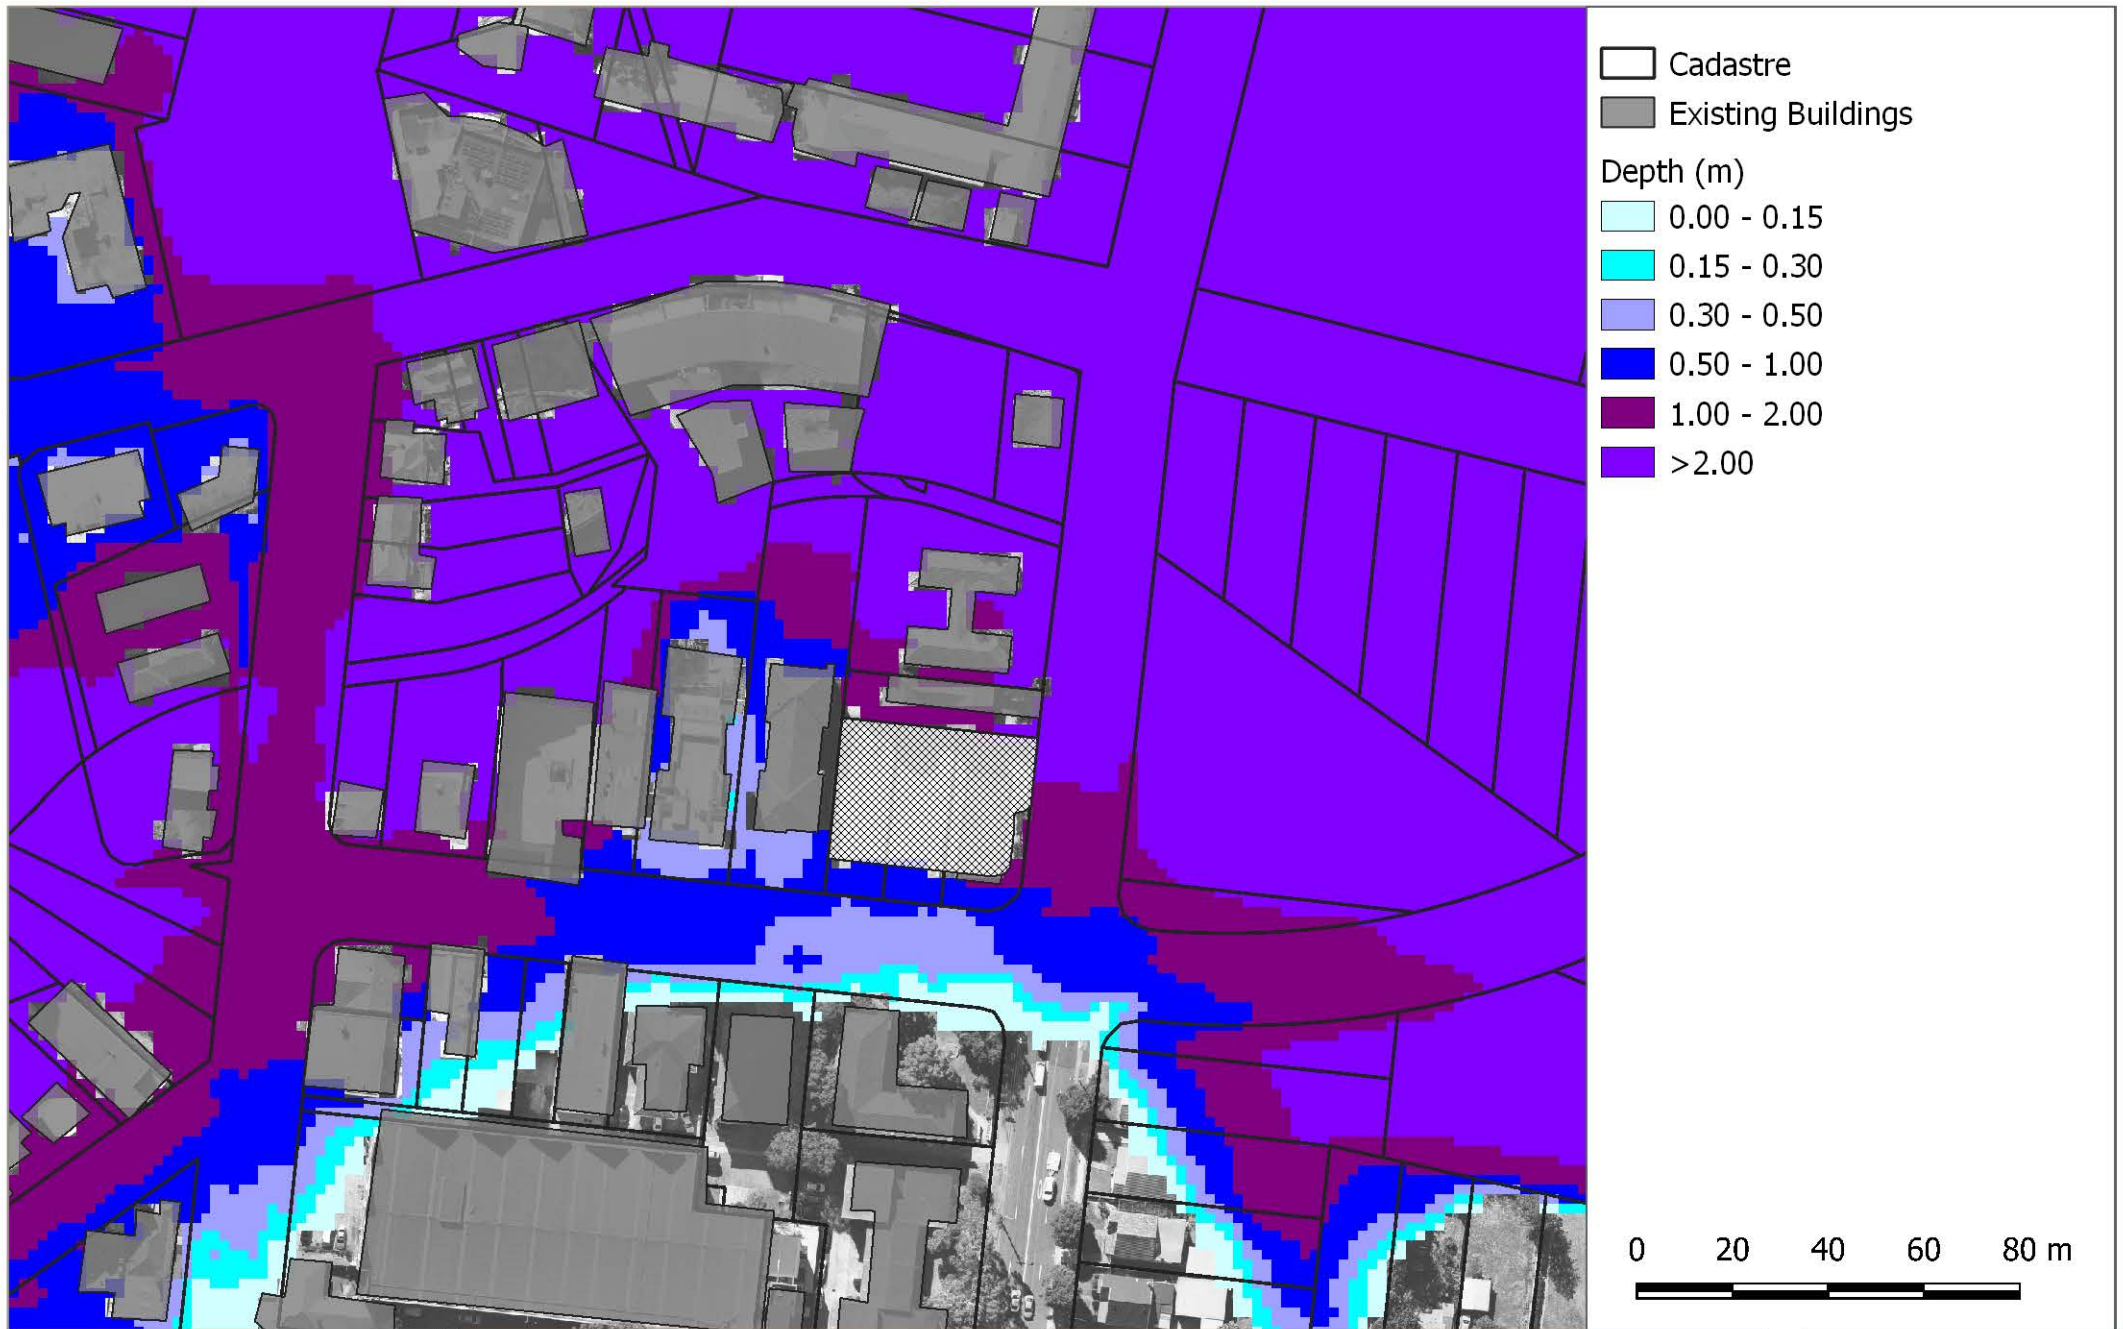 Cadastre
Existing Buildings
Depth (m)
0.00 - 0.15
0.15 - 0.30
0.30 - 0.50
0.50 - 1.00
1.00 - 2.00
>2.00
0 20 40 60 80 m